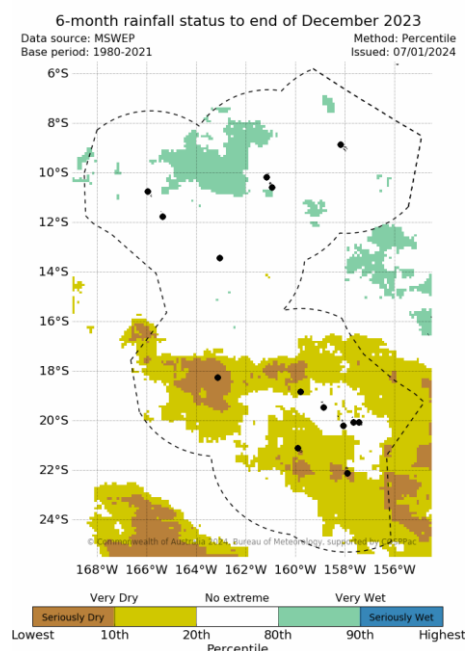 6-month rainfall status to end of December 2023
Data source: MSWEP
Method: Percentile
Base period: 1980-2021
Issued: 07/01/2024
6°S
8°S
10°S
12°S
14°S
16°S
18°S
20°S
22°S
24°S
©Commonwealth of Australia 2024, Bureau of Meteorology, supported by COSPPac
168°W 166°W 164°W 162°W 160°W 158°W 156°W
Very Dry No extreme Very Wet
Seriously Dry Seriously Wet
Lowest 10th 20th 80th 90th Highest
Percentile